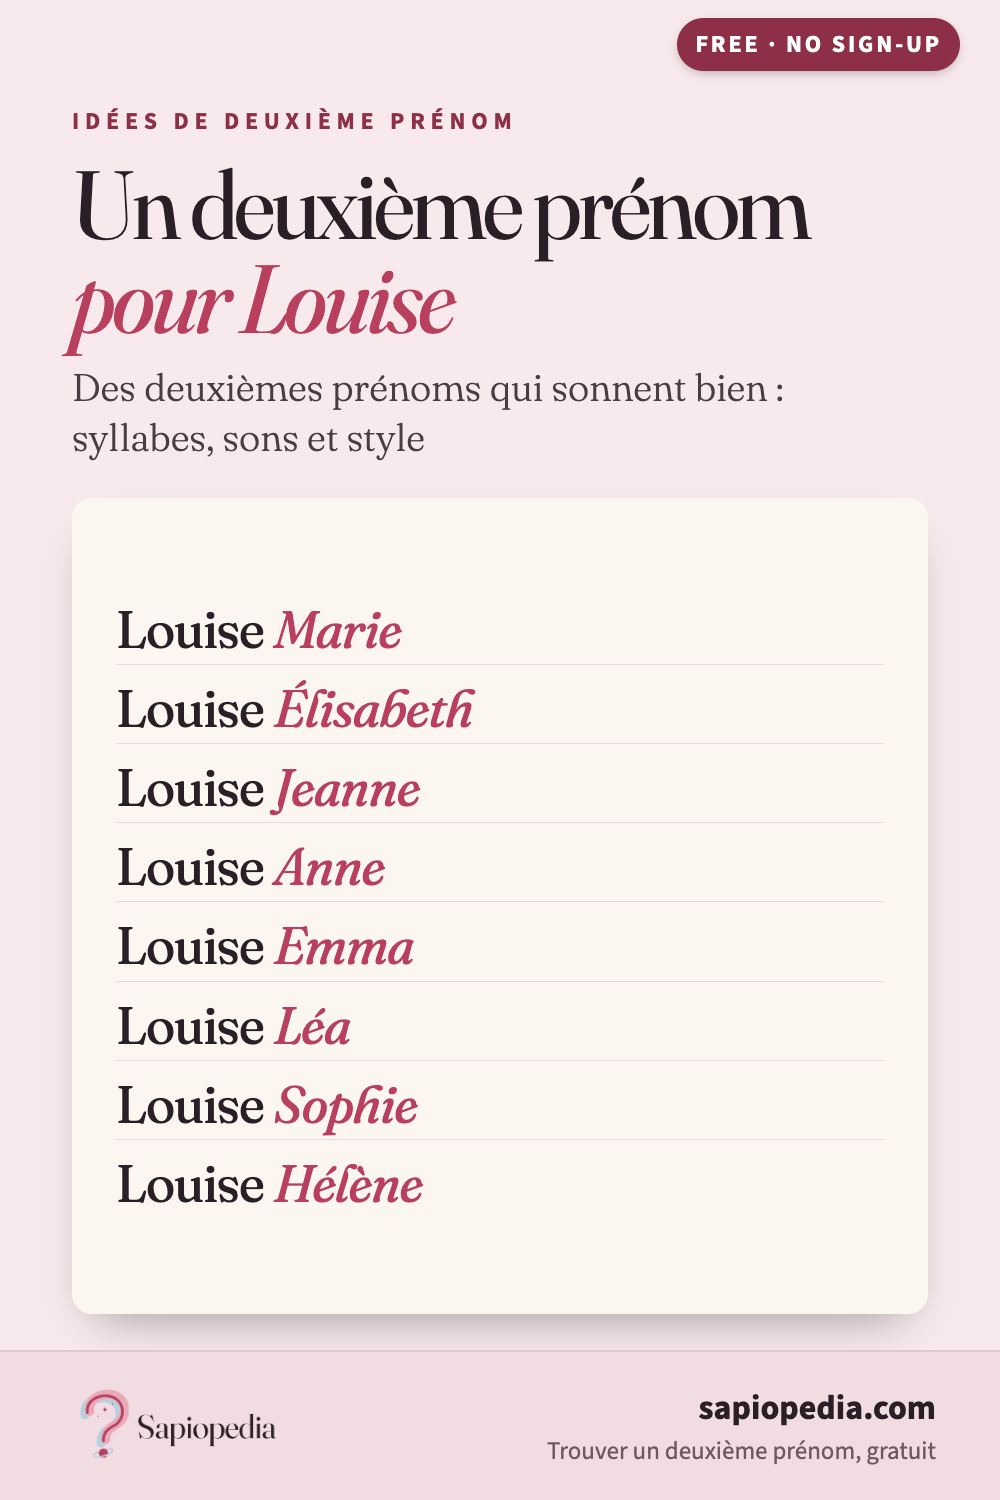 FREE · NO SIGN-UP
IDÉES DE DEUXIÈME PRÉNOM
Un deuxième prénom
pour Louise
Des deuxièmes prénoms qui sonnent bien :
syllabes, sons et style
Louise Marie
Louise Élisabeth
Louise Jeanne
Louise Anne
Louise Emma
Louise Léa
Louise Sophie
Louise Hélène
Sapiopedia
sapiopedia.com
Trouver un deuxième prénom, gratuit